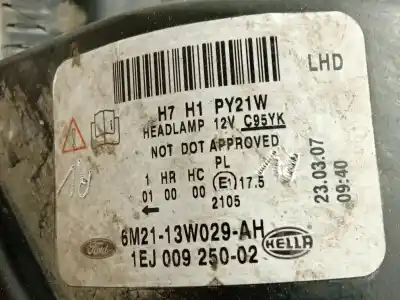 LHD
H7 H1 PY21W
HEADLAMP 12V C95YK
NOT DOT APPROVED
1 HR HC PL
01 00 00 E1 17.5
← 2105
23.03.07
09:40
Ford
6M21-13W029-AH
HELLA
1EJ 009 250-02